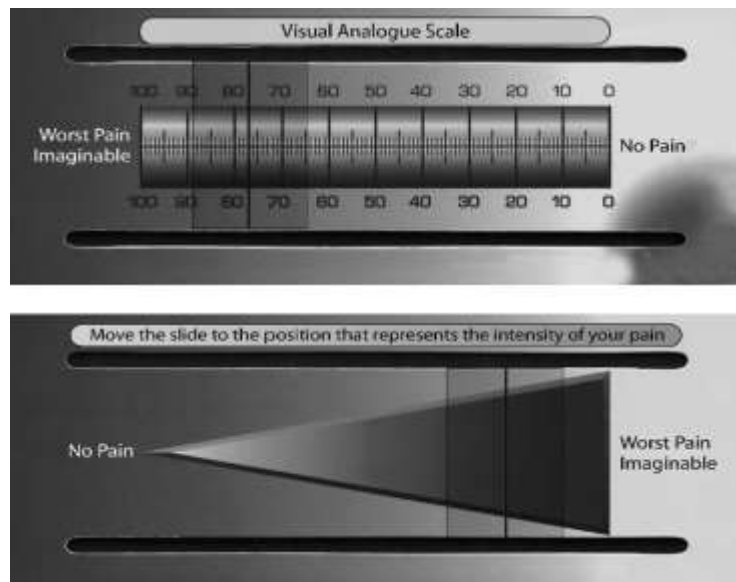 Visual Analogue Scale
100 90 80 70 60 50 40 30 20 10 0
Worst Pain
Imaginable
No Pain
100 90 80 70 60 50 40 30 20 10 0
Move the slide to the position that represents the intensity of your pain
No Pain
Worst Pain
Imaginable